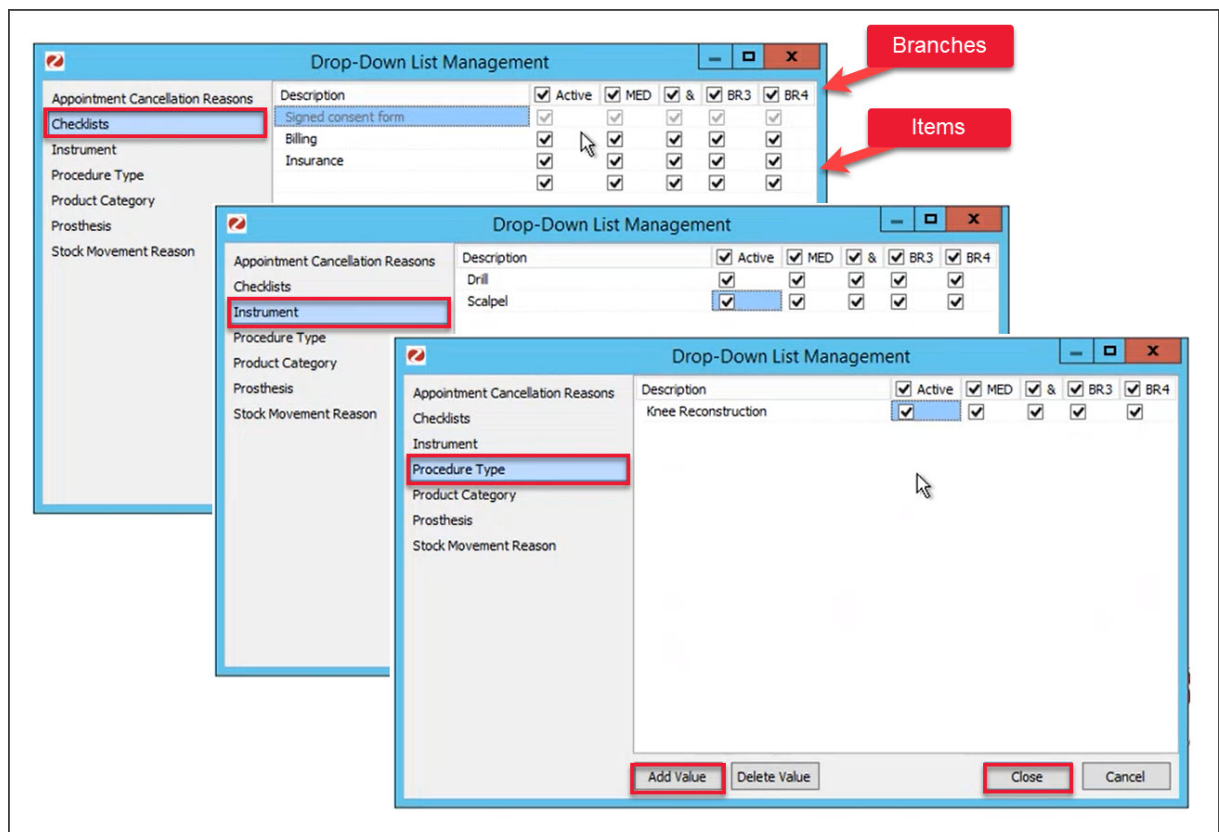 Branches
Drop-Down List Management
Appointment Cancellation Reasons
Description Active MED & BR3 BR4
Checklists
Signed consent form
Items
Instrument
Billing
Insurance
Procedure Type
Product Category
Prosthesis
Stock Movement Reason
Drop-Down List Management
Appointment Cancellation Reasons
Description Active MED & BR3 BR4
Checklists
Drill
Instrument
Scalpel
Procedure Type
Product Category
Prosthesis
Stock Movement Reason
Drop-Down List Management
Appointment Cancellation Reasons
Description Active MED & BR3 BR4
Checklists
Knee Reconstruction
Instrument
Procedure Type
Product Category
Prosthesis
Stock Movement Reason
Add Value Delete Value Close Cancel